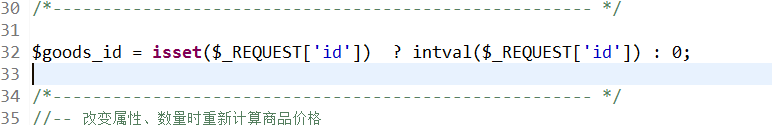 30 /*------------------------------------------------------ */
31
32 $goods_id = isset($_REQUEST['id'])  ? intval($_REQUEST['id']) : 0;
33
34 /*------------------------------------------------------ */
35 //-- 改变属性、数量时重新计算商品价格